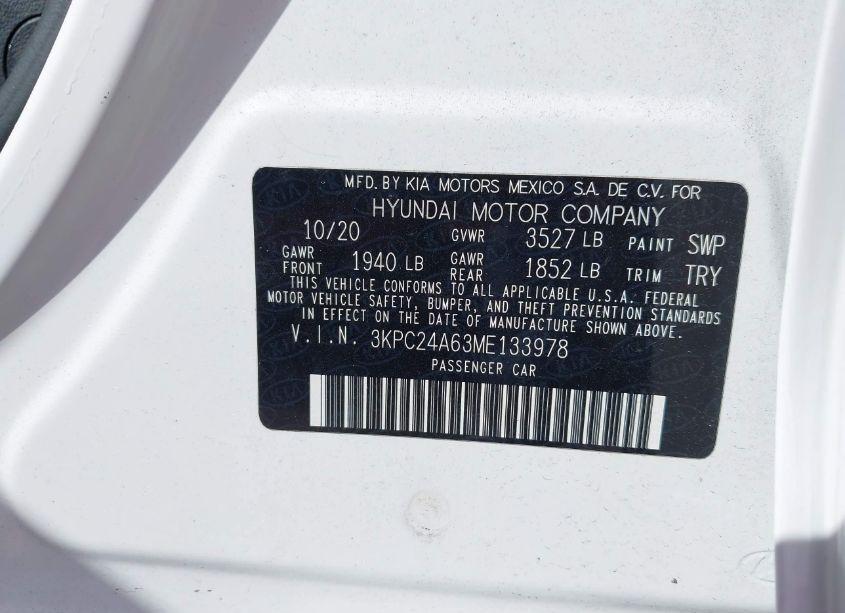 MFD. BY KIA MOTORS MEXICO S.A. DE C.V. FOR
HYUNDAI MOTOR COMPANY
10/20 GVWR 3527 LB PAINT SWP
GAWR FRONT 1940 LB GAWR REAR 1852 LB TRIM TRY
THIS VEHICLE CONFORMS TO ALL APPLICABLE U.S.A. FEDERAL
MOTOR VEHICLE SAFETY, BUMPER, AND THEFT PREVENTION STANDARDS
IN EFFECT ON THE DATE OF MANUFACTURE SHOWN ABOVE.
V.I.N. 3KPC24A63ME133978
PASSENGER CAR